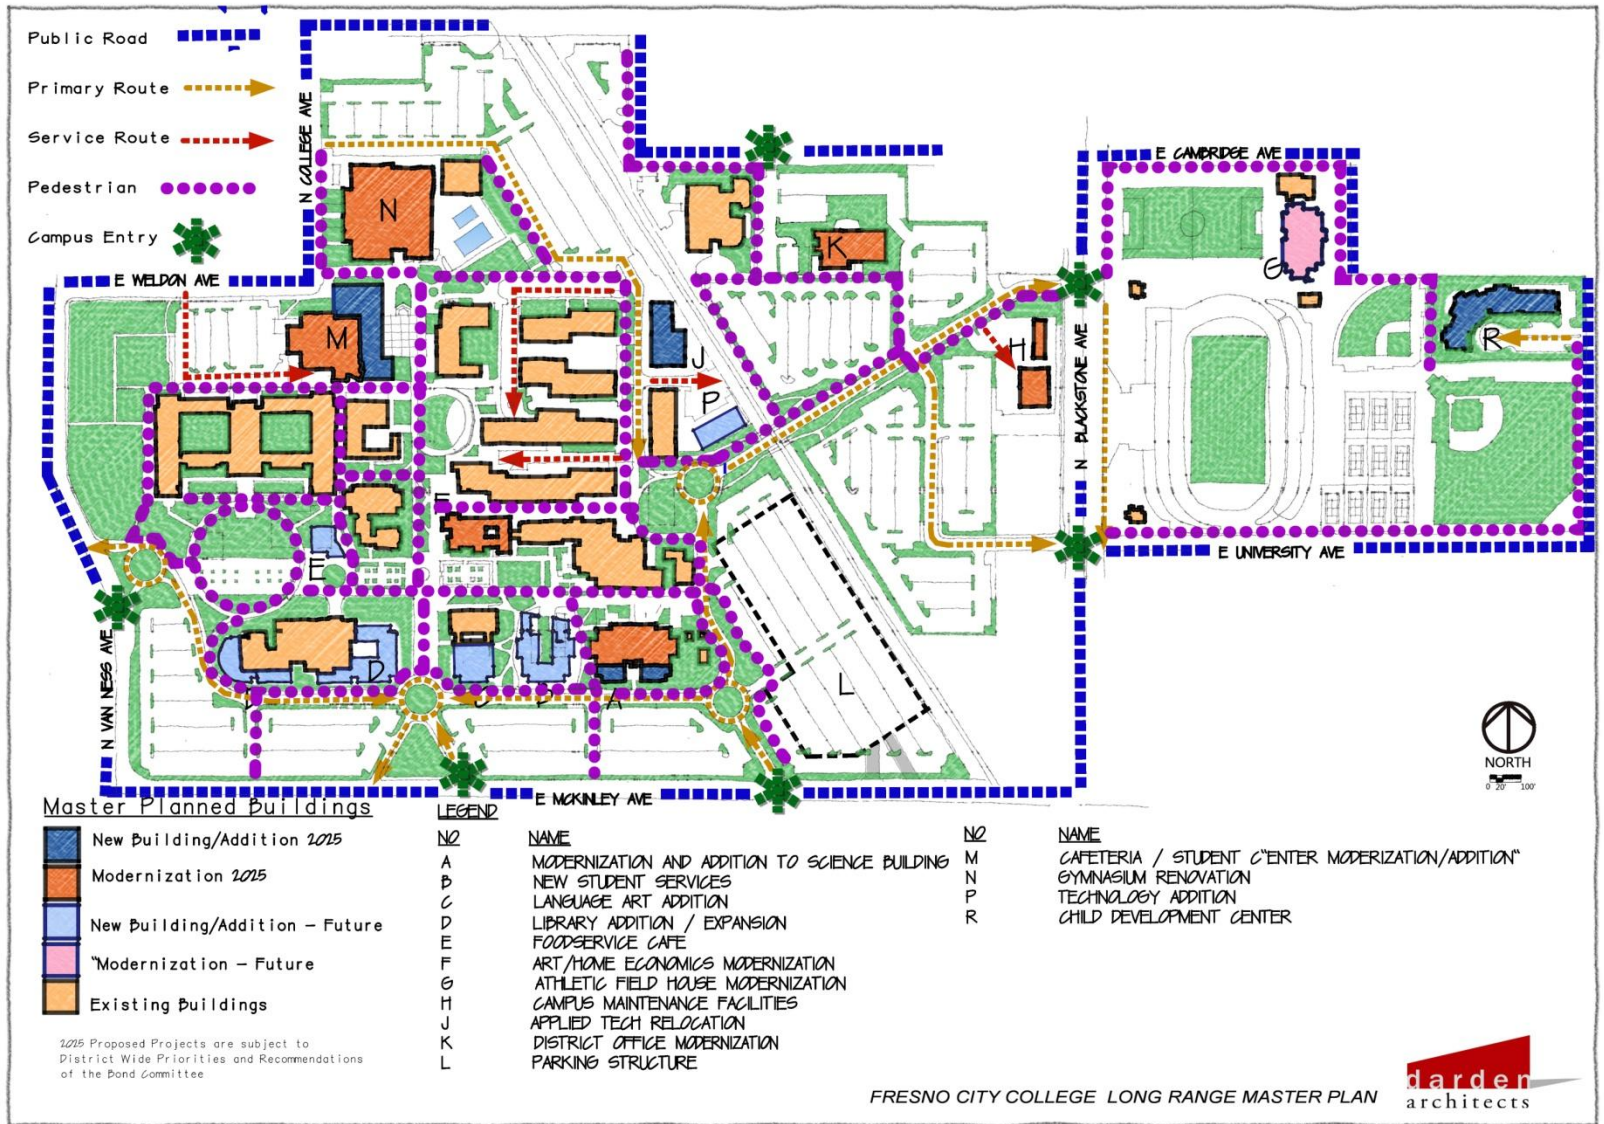 Public Road
Primary Route
Service Route
Pedestrian
Campus Entry
N COLLEGE AVE
E WELDON AVE
E CAMBRIDGE AVE
N BLACKSTONE AVE
E UNIVERSITY AVE
N VAN NESS AVE
E MCKINLEY AVE
N
K
G
M
J
H
R
P
F
E
D
L
A
NORTH
0 20' 100'
Master Planned Buildings
New Building/Addition 2025
Modernization 2025
New Building/Addition - Future
"Modernization - Future
Existing Buildings
2025 Proposed Projects are subject to
District Wide Priorities and Recommendations
of the Bond Committee
LEGEND
NO NAME
A MODERNIZATION AND ADDITION TO SCIENCE BUILDING
B NEW STUDENT SERVICES
C LANGUAGE ART ADDITION
D LIBRARY ADDITION / EXPANSION
E FOODSERVICE CAFE
F ART/HOME ECONOMICS MODERNIZATION
G ATHLETIC FIELD HOUSE MODERNIZATION
H CAMPUS MAINTENANCE FACILITIES
J APPLIED TECH RELOCATION
K DISTRICT OFFICE MODERNIZATION
L PARKING STRUCTURE
NO NAME
M CAFETERIA / STUDENT C"ENTER MODERIZATION/ADDITION"
N GYMNASIUM RENOVATION
P TECHNOLOGY ADDITION
R CHILD DEVELOPMENT CENTER
FRESNO CITY COLLEGE LONG RANGE MASTER PLAN
darden
architects